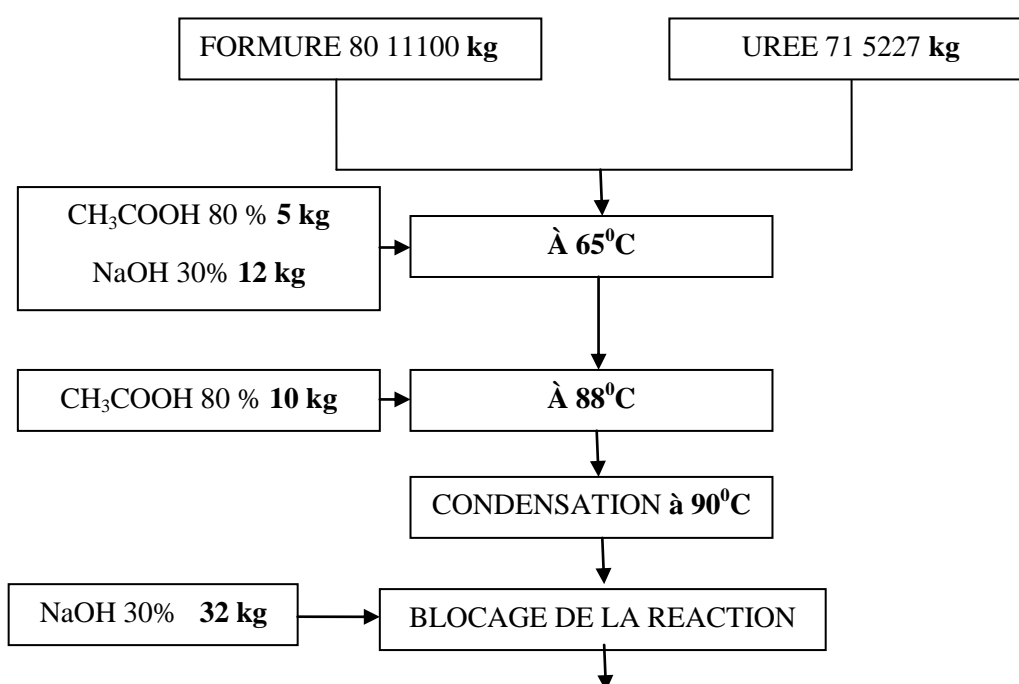 FORMURE 80 11100 kg
UREE 71 5227 kg
CH₃COOH 80 % 5 kg
NaOH 30% 12 kg
À 65⁰C
CH₃COOH 80 % 10 kg
À 88⁰C
CONDENSATION à 90⁰C
NaOH 30% 32 kg
BLOCAGE DE LA REACTION